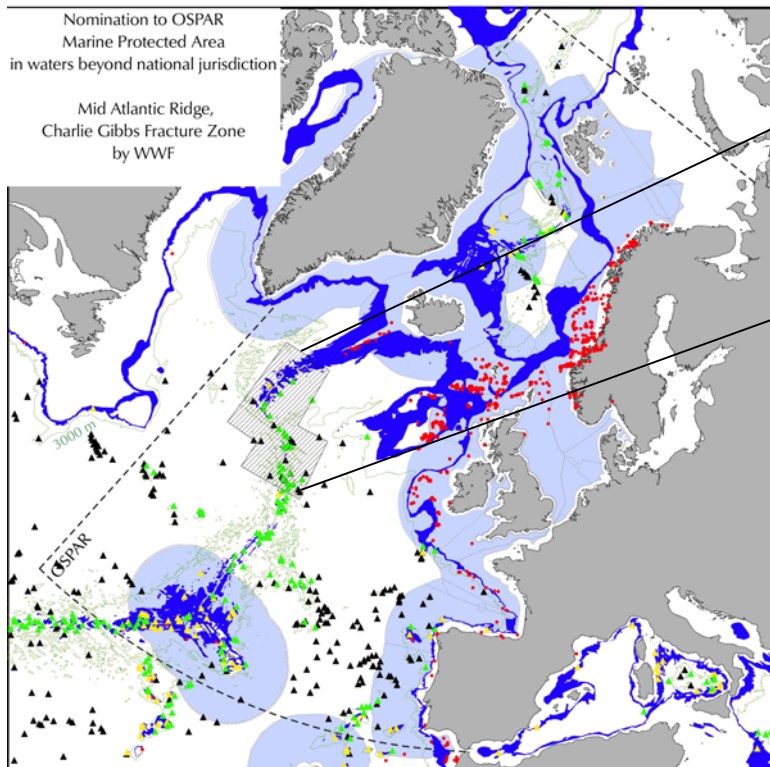 Nomination to OSPAR
Marine Protected Area
in waters beyond national jurisdiction
Mid Atlantic Ridge,
Charlie Gibbs Fracture Zone
by WWF
3000 m
OSPAR